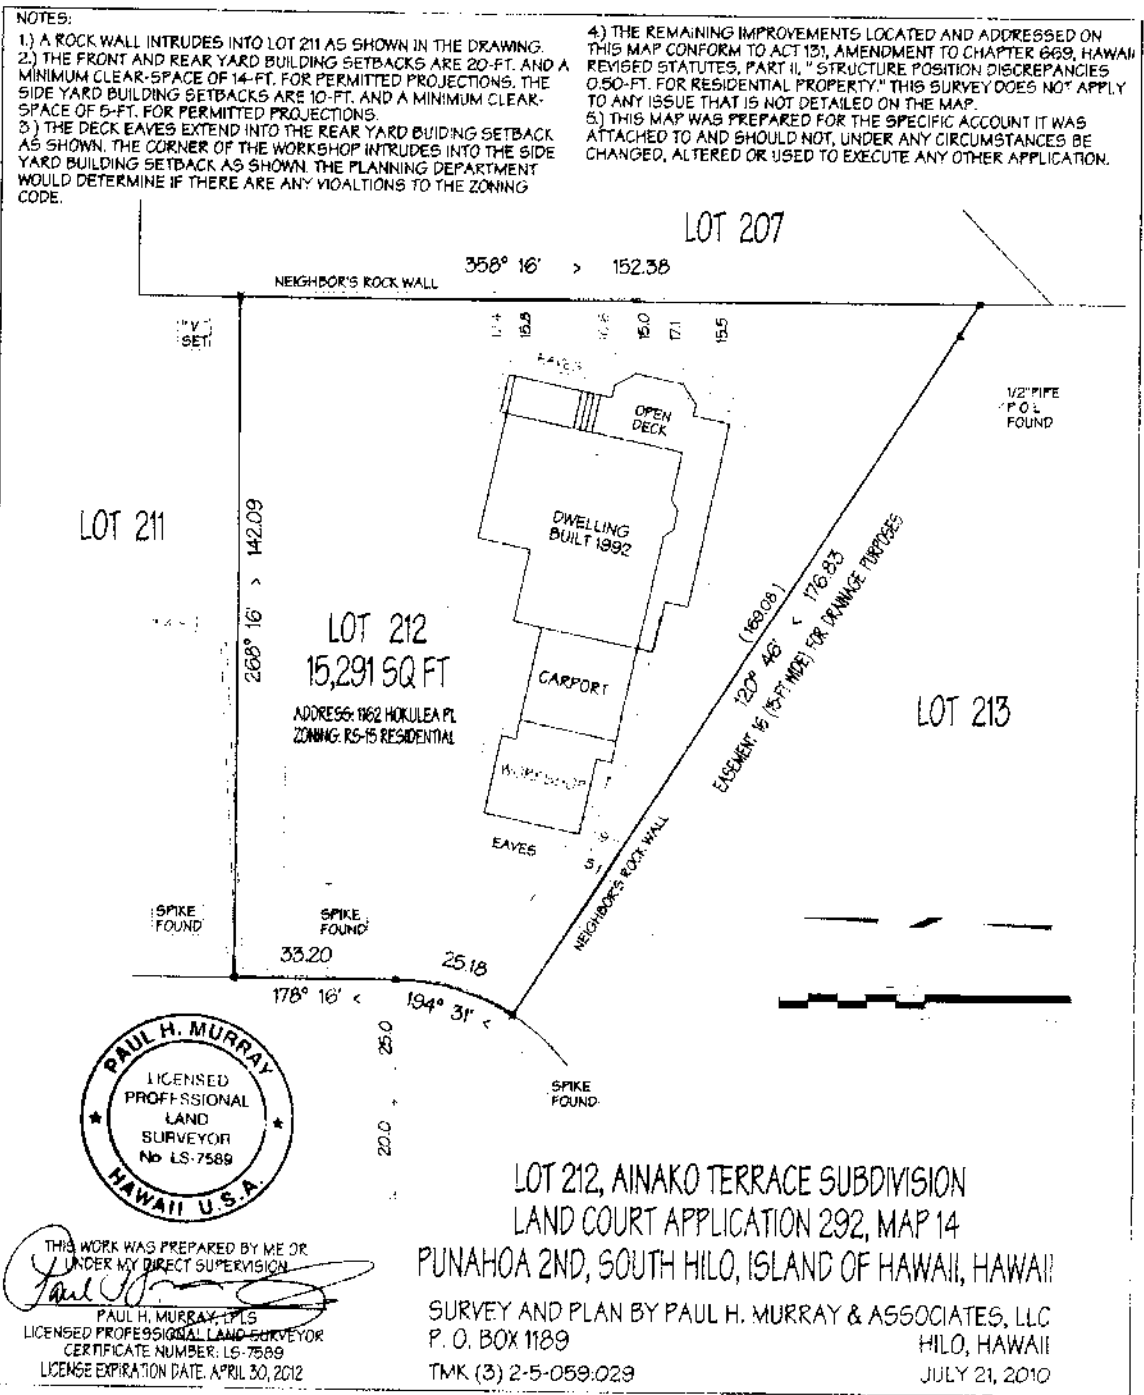 NOTES:
1.) A ROCK WALL INTRUDES INTO LOT 211 AS SHOWN IN THE DRAWING.
2.) THE FRONT AND REAR YARD BUILDING SETBACKS ARE 20-FT. AND A
MINIMUM CLEAR-SPACE OF 14-FT. FOR PERMITTED PROJECTIONS. THE
SIDE YARD BUILDING SETBACKS ARE 10-FT. AND A MINIMUM CLEAR-
SPACE OF 5-FT. FOR PERMITTED PROJECTIONS.
3.) THE DECK EAVES EXTEND INTO THE REAR YARD BUIDING SETBACK
AS SHOWN. THE CORNER OF THE WORKSHOP INTRUDES INTO THE SIDE
YARD BUILDING SETBACK AS SHOWN. THE PLANNING DEPARTMENT
WOULD DETERMINE IF THERE ARE ANY VIOALTIONS TO THE ZONING
CODE.
4.) THE REMAINING IMPROVEMENTS LOCATED AND ADDRESSED ON
THIS MAP CONFORM TO ACT 131, AMENDMENT TO CHAPTER 669, HAWAII
REVISED STATUTES, PART II, "STRUCTURE POSITION DISCREPANCIES
0.50-FT. FOR RESIDENTIAL PROPERTY." THIS SURVEY DOES NOT APPLY
TO ANY ISSUE THAT IS NOT DETAILED ON THE MAP.
5.) THIS MAP WAS PREPARED FOR THE SPECIFIC ACCOUNT IT WAS
ATTACHED TO AND SHOULD NOT, UNDER ANY CIRCUMSTANCES BE
CHANGED, ALTERED OR USED TO EXECUTE ANY OTHER APPLICATION.
LOT 207
358° 16' > 152.38
NEIGHBOR'S ROCK WALL
"V"
SET
15.8
15.0
17.1
15.5
EAVES
OPEN
DECK
1/2" PIPE
P O L
FOUND
LOT 211
268° 16' > 142.09
DWELLING
BUILT 1992
LOT 212
15,291 SQ FT
ADDRESS: 1162 HOKULEA PL
ZONING: RS-15 RESIDENTIAL
CARPORT
WORKSHOP
EAVES
(169.08)
120° 46' < 176.83
EASEMENT 16 (15-FT WIDE) FOR DRAINAGE PURPOSES
LOT 213
NEIGHBOR'S ROCK WALL
SPIKE
FOUND
SPIKE
FOUND
33.20
25.18
178° 16' <
194° 31' <
25.0
20.0
SPIKE
FOUND
PAUL H. MURRAY
LICENSED
PROFESSIONAL
LAND
SURVEYOR
No LS-7589
HAWAII U.S.A.
THIS WORK WAS PREPARED BY ME OR
UNDER MY DIRECT SUPERVISION
PAUL H. MURRAY, LPLS
LICENSED PROFESSIONAL LAND SURVEYOR
CERTIFICATE NUMBER: LS-7589
LICENSE EXPIRATION DATE: APRIL 30, 2012
LOT 212, AINAKO TERRACE SUBDIVISION
LAND COURT APPLICATION 292, MAP 14
PUNAHOA 2ND, SOUTH HILO, ISLAND OF HAWAII, HAWAII
SURVEY AND PLAN BY PAUL H. MURRAY & ASSOCIATES, LLC
P. O. BOX 1189 HILO, HAWAII
TMK (3) 2-5-059:029 JULY 21, 2010